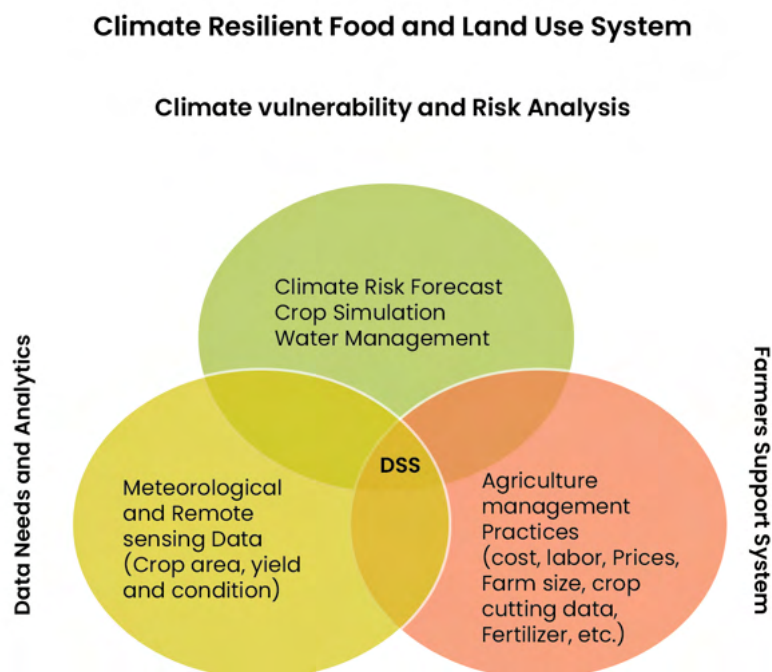 Climate Resilient Food and Land Use System
Climate vulnerability and Risk Analysis
Climate Risk Forecast
Crop Simulation
Water Management
Data Needs and Analytics
Farmers Support System
DSS
Meteorological
and Remote
sensing Data
(Crop area, yield
and condition)
Agriculture
management
Practices
(cost, labor, Prices,
Farm size, crop
cutting data,
Fertilizer, etc.)